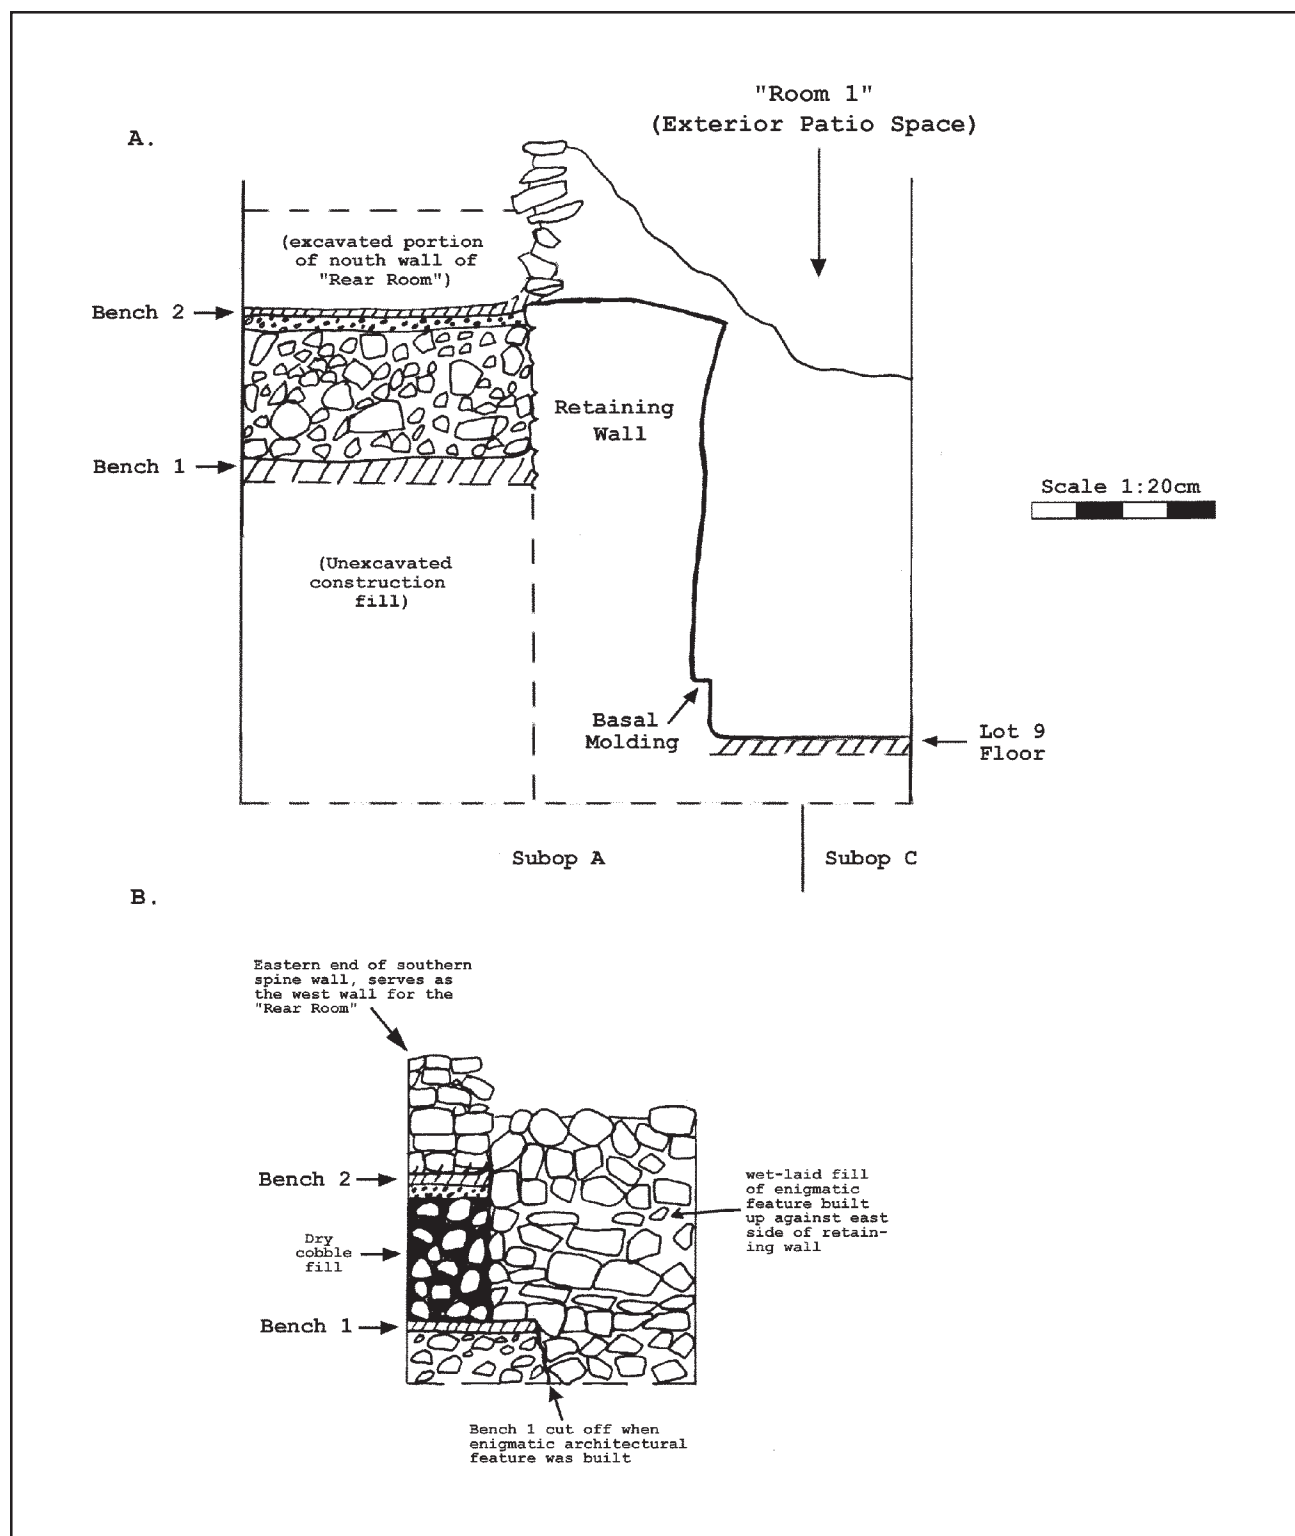 "Room 1"
(Exterior Patio Space)
A.
(excavated portion
of nouth wall of
"Rear Room")
Bench 2
Retaining
Wall
Bench 1
Scale 1:20cm
(Unexcavated
construction
fill)
Basal
Molding
Lot 9
Floor
Subop A
Subop C
B.
Eastern end of southern
spine wall, serves as
the west wall for the
"Rear Room"
Bench 2
wet-laid fill
of enigmatic
feature built
up against east
side of retain-
ing wall
Dry
cobble
fill
Bench 1
Bench 1 cut off when
enigmatic architectural
feature was built